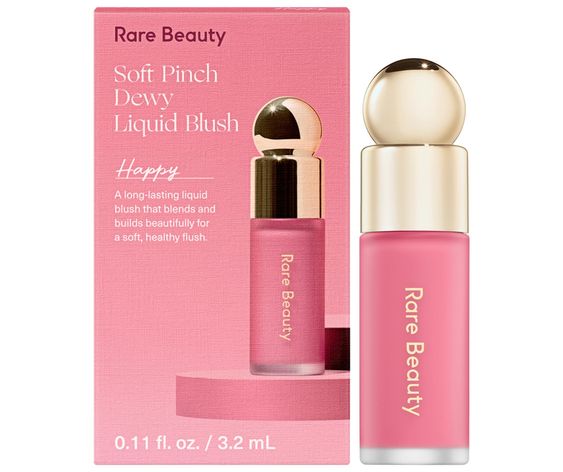 Rare Beauty
Soft Pinch
Dewy
Liquid Blush
Happy
A long-lasting liquid
blush that blends and
builds beautifully for
a soft, healthy flush.
Rare Beauty
0.11 fl. oz. / 3.2 mL
Rare Beauty